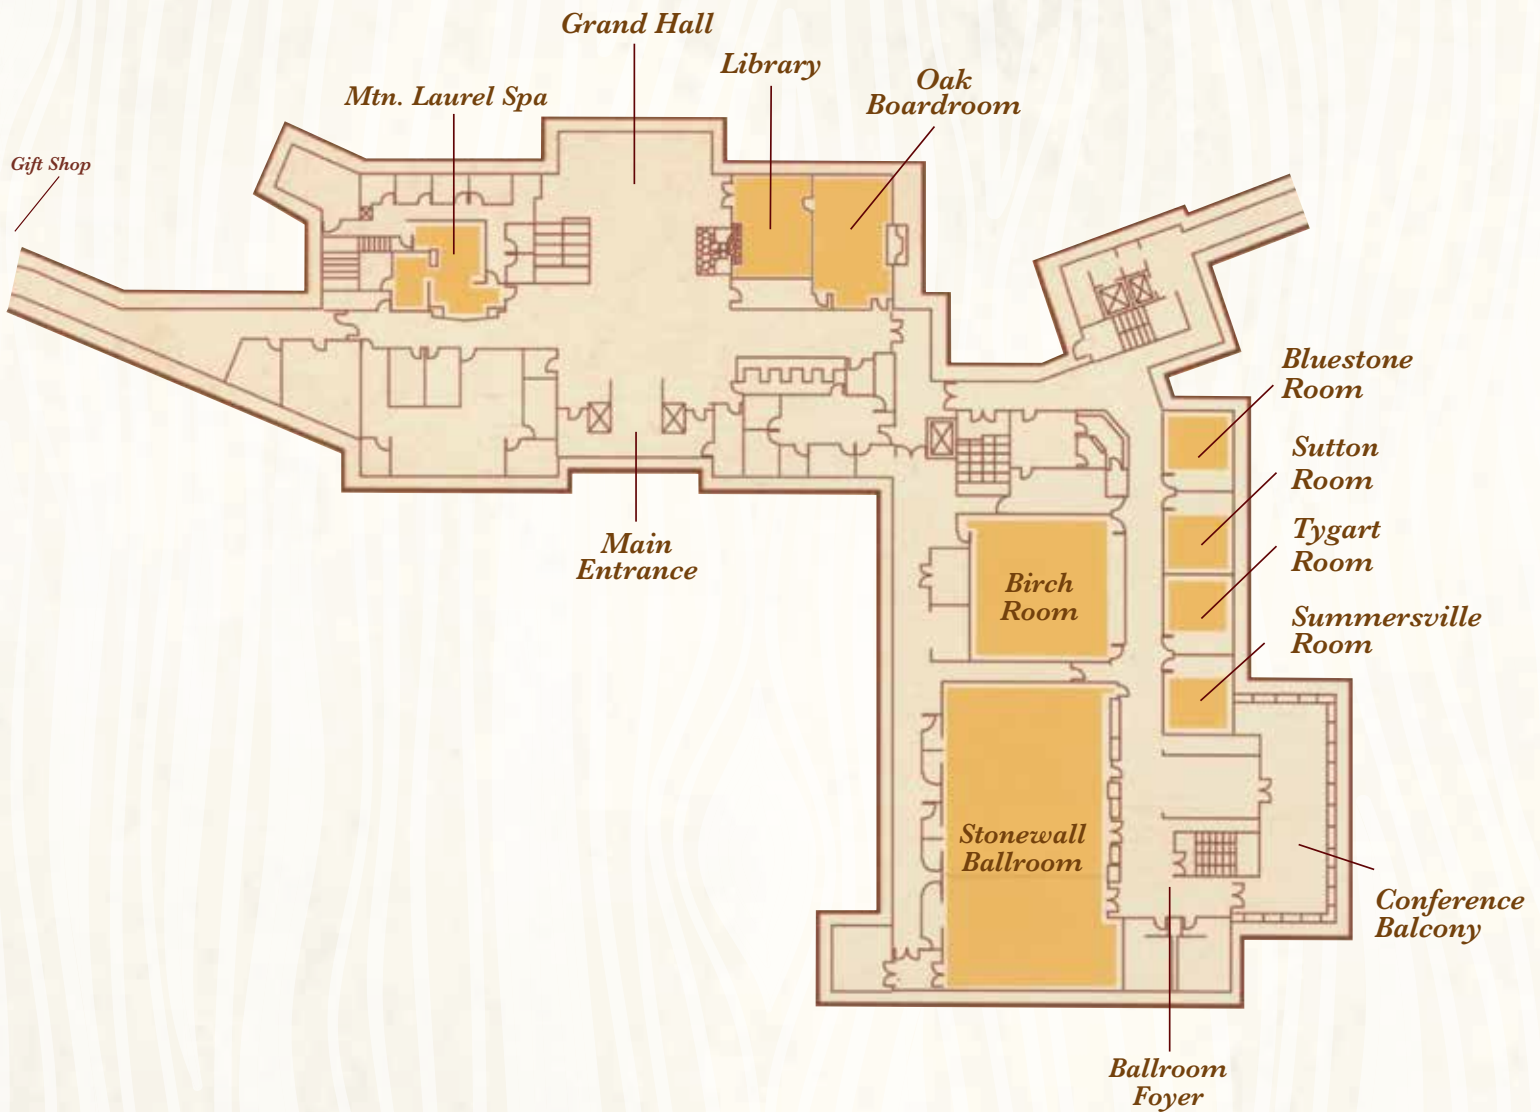 Grand Hall
Library
Oak
Boardroom
Mtn. Laurel Spa
Gift Shop
Bluestone
Room
Sutton
Room
Tygart
Room
Summersville
Room
Main
Entrance
Birch
Room
Stonewall
Ballroom
Conference
Balcony
Ballroom
Foyer